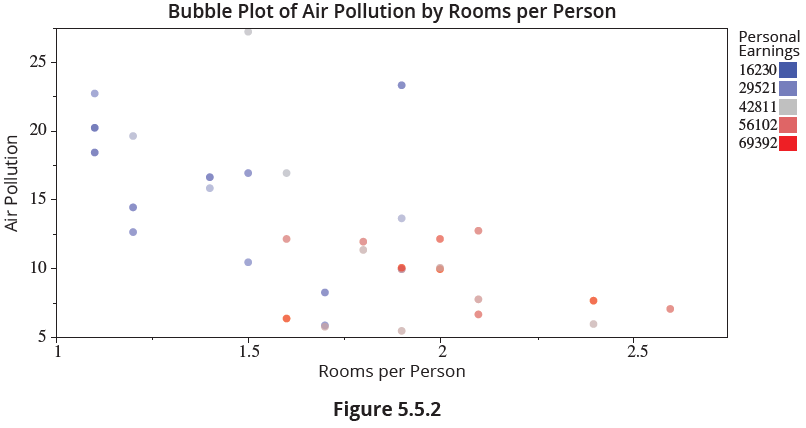 Bubble Plot of Air Pollution by Rooms per Person
Personal
Earnings
16230
29521
42811
56102
69392
Air Pollution
25
20
15
10
5
1
1.5
2
2.5
Rooms per Person
Figure 5.5.2